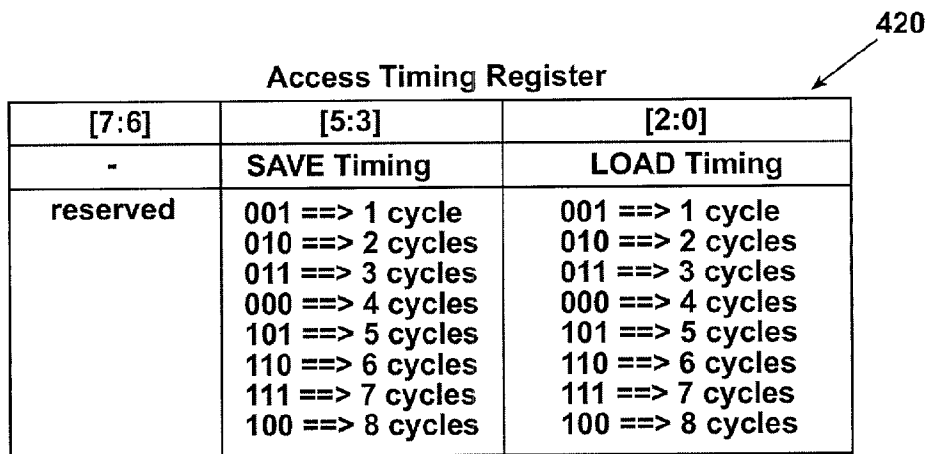 420
Access Timing Register
[7:6] [5:3] [2:0]
- SAVE Timing LOAD Timing
reserved 001 ==> 1 cycle 001 ==> 1 cycle
010 ==> 2 cycles 010 ==> 2 cycles
011 ==> 3 cycles 011 ==> 3 cycles
000 ==> 4 cycles 000 ==> 4 cycles
101 ==> 5 cycles 101 ==> 5 cycles
110 ==> 6 cycles 110 ==> 6 cycles
111 ==> 7 cycles 111 ==> 7 cycles
100 ==> 8 cycles 100 ==> 8 cycles